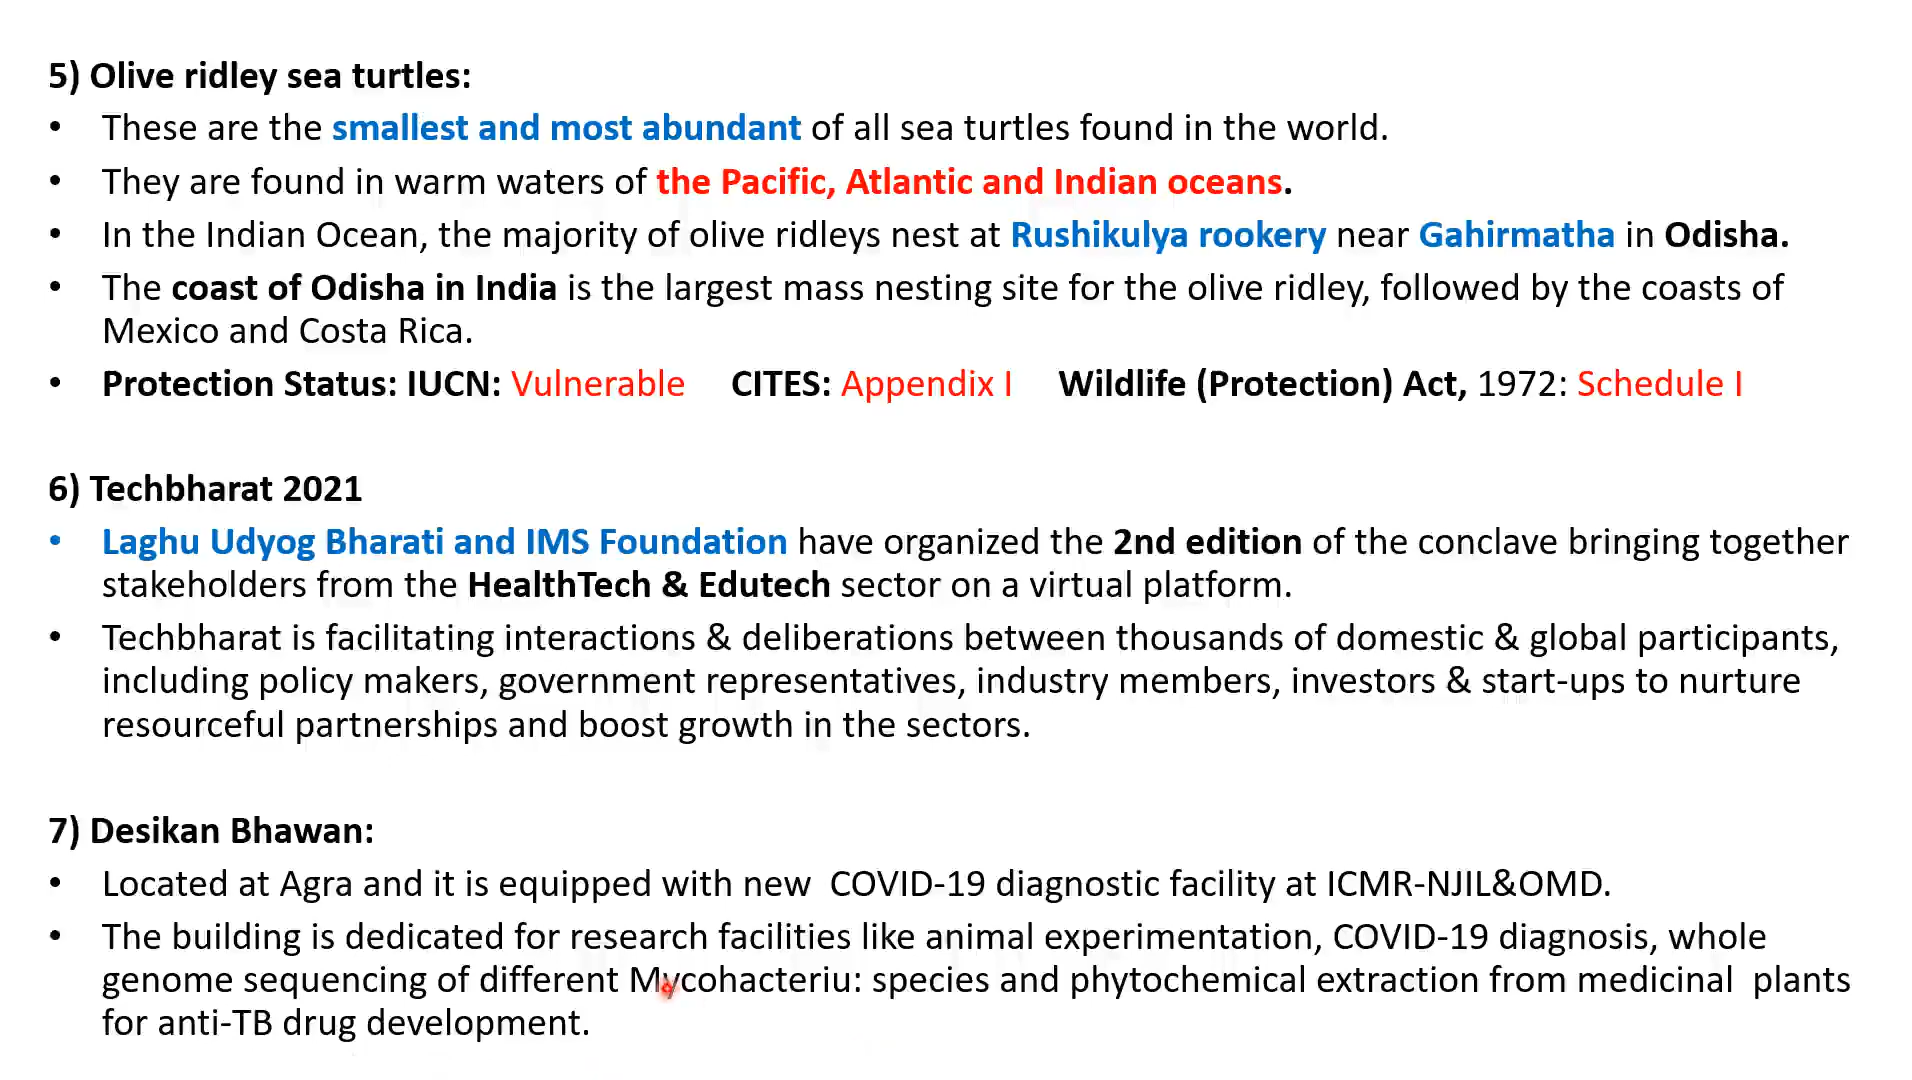 5) Olive ridley sea turtles:
• These are the smallest and most abundant of all sea turtles found in the world.
• They are found in warm waters of the Pacific, Atlantic and Indian oceans.
• In the Indian Ocean, the majority of olive ridleys nest at Rushikulya rookery near Gahirmatha in Odisha.
• The coast of Odisha in India is the largest mass nesting site for the olive ridley, followed by the coasts of
Mexico and Costa Rica.
• Protection Status: IUCN: Vulnerable CITES: Appendix I Wildlife (Protection) Act, 1972: Schedule I
6) Techbharat 2021
• Laghu Udyog Bharati and IMS Foundation have organized the 2nd edition of the conclave bringing together
stakeholders from the HealthTech & Edutech sector on a virtual platform.
• Techbharat is facilitating interactions & deliberations between thousands of domestic & global participants,
including policy makers, government representatives, industry members, investors & start-ups to nurture
resourceful partnerships and boost growth in the sectors.
7) Desikan Bhawan:
• Located at Agra and it is equipped with new  COVID-19 diagnostic facility at ICMR-NJIL&OMD.
• The building is dedicated for research facilities like animal experimentation, COVID-19 diagnosis, whole
genome sequencing of different Mycohacteriu: species and phytochemical extraction from medicinal  plants
for anti-TB drug development.